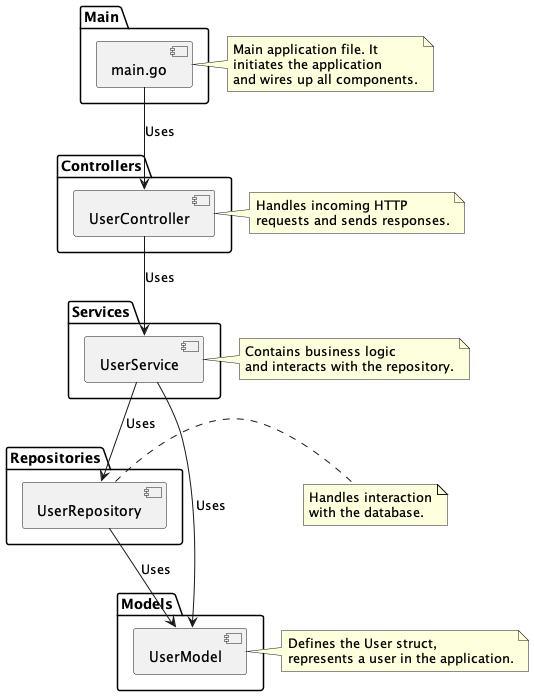 Main
main.go
Main application file. It
initiates the application
and wires up all components.
Uses
Controllers
UserController
Handles incoming HTTP
requests and sends responses.
Uses
Services
UserService
Contains business logic
and interacts with the repository.
Uses
Repositories
UserRepository
Handles interaction
with the database.
Uses
Uses
Models
UserModel
Defines the User struct,
represents a user in the application.